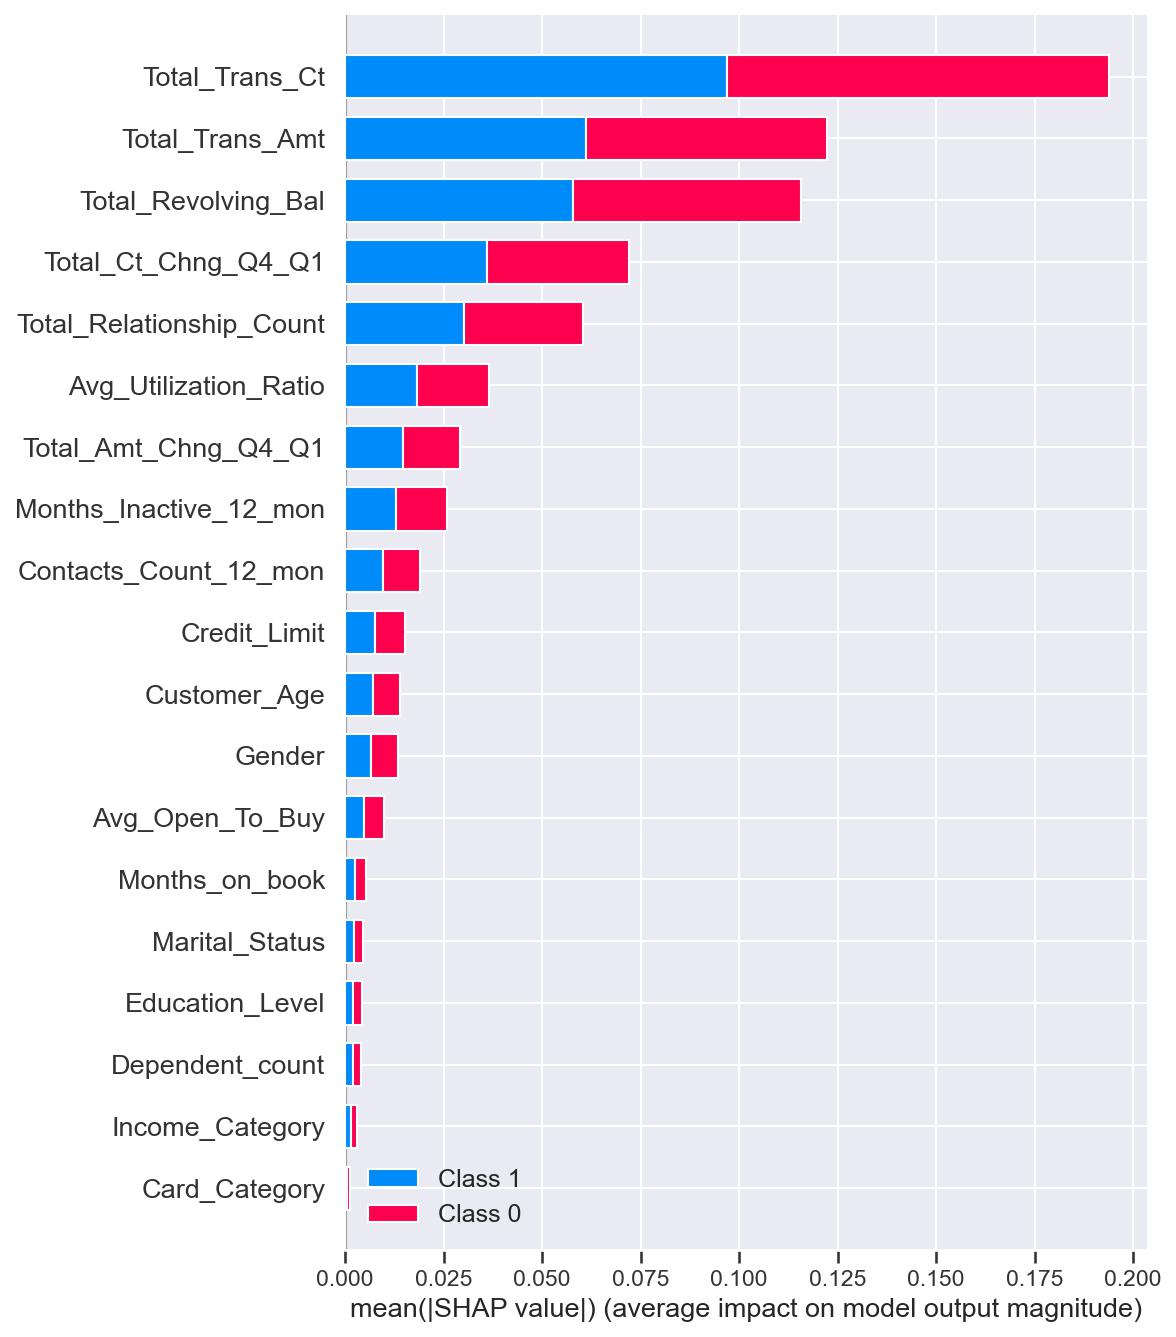 Total_Trans_Ct
Total_Trans_Amt
Total_Revolving_Bal
Total_Ct_Chng_Q4_Q1
Total_Relationship_Count
Avg_Utilization_Ratio
Total_Amt_Chng_Q4_Q1
Months_Inactive_12_mon
Contacts_Count_12_mon
Credit_Limit
Customer_Age
Gender
Avg_Open_To_Buy
Months_on_book
Marital_Status
Education_Level
Dependent_count
Income_Category
Card_Category
Class 1
Class 0
0.000 0.025 0.050 0.075 0.100 0.125 0.150 0.175 0.200
mean(|SHAP value|) (average impact on model output magnitude)